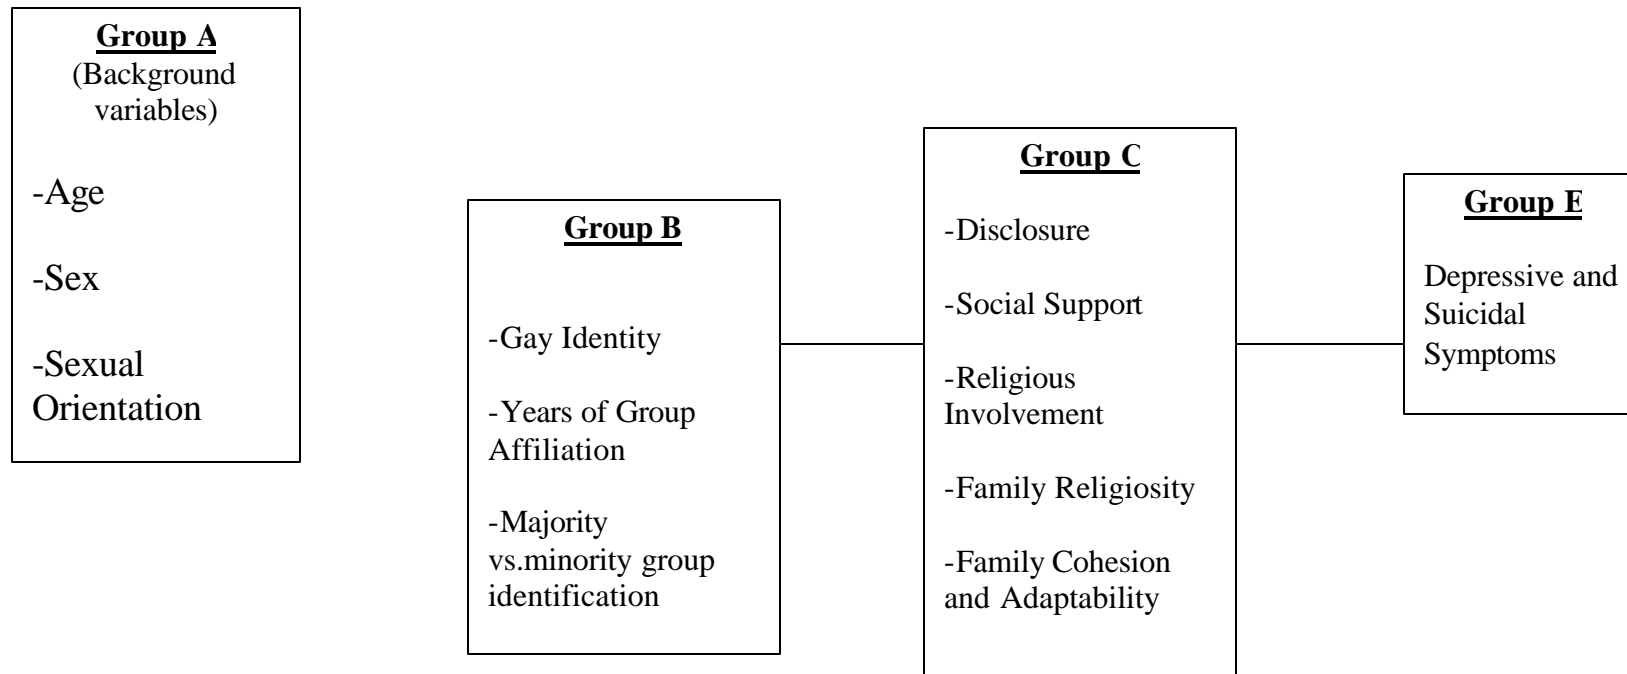 Group A
(Background
variables)
-Age
-Sex
-Sexual
Orientation
Group B
-Gay Identity
-Years of Group
Affiliation
-Majority
vs.minority group
identification
Group C
-Disclosure
-Social Support
-Religious
Involvement
-Family Religiosity
-Family Cohesion
and Adaptability
Group E
Depressive and
Suicidal
Symptoms